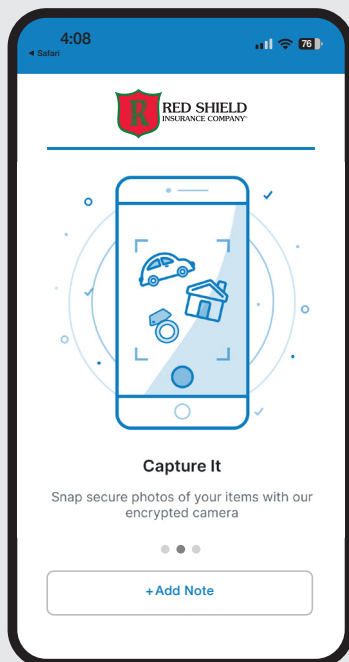 4:08
◄ Safari
76
R
RED SHIELD
INSURANCE COMPANY®
Capture It
Snap secure photos of your items with our
encrypted camera
+Add Note